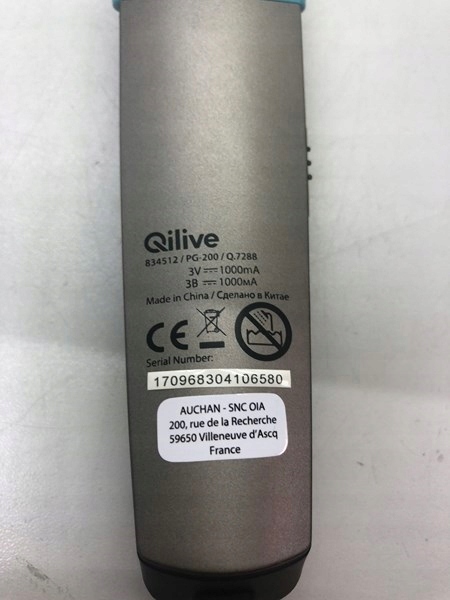 Qilive
834512 / PG-200 / Q.7288
3V ⎓ 1000mA
3В ⎓ 1000мА
Made in China / Сделано в Китае
CE
Serial Number:
170968304106580
AUCHAN - SNC OIA
200, rue de la Recherche
59650 Villeneuve d'Ascq
France